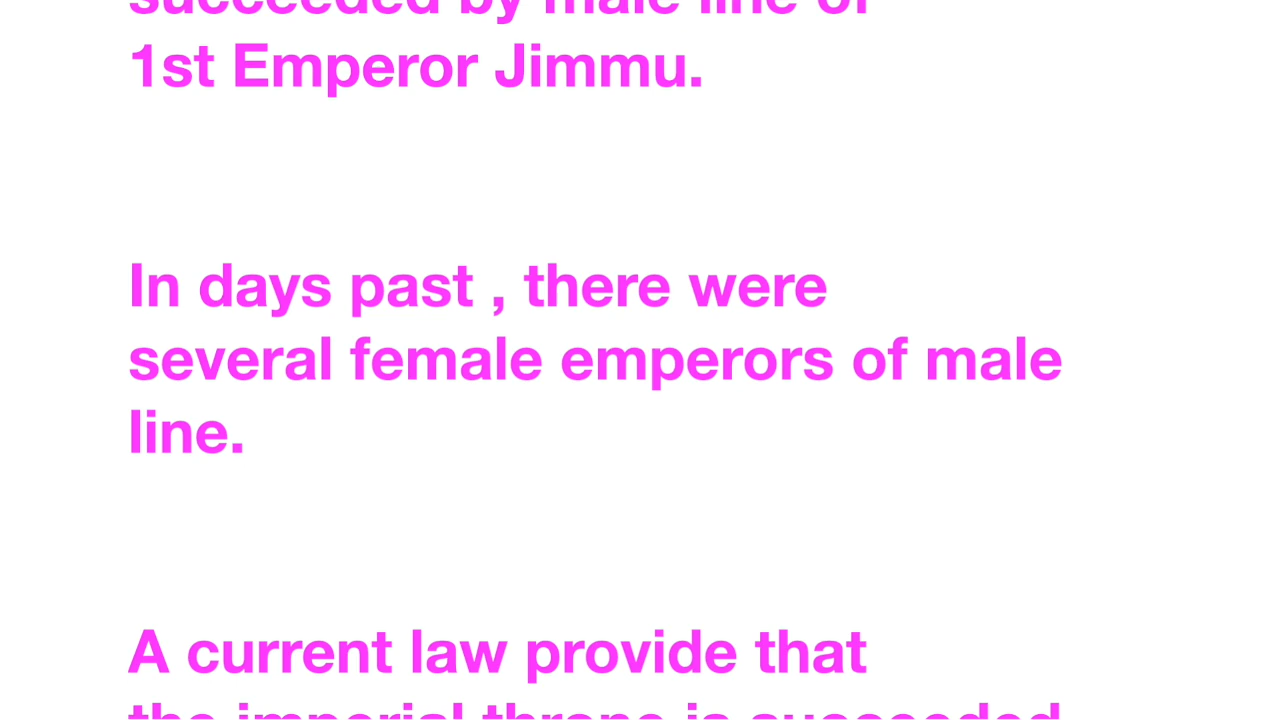 succeeded by male line of
1st Emperor Jimmu.
In days past , there were
several female emperors of male
line.
A current law provide that
the imperial throne is succeeded